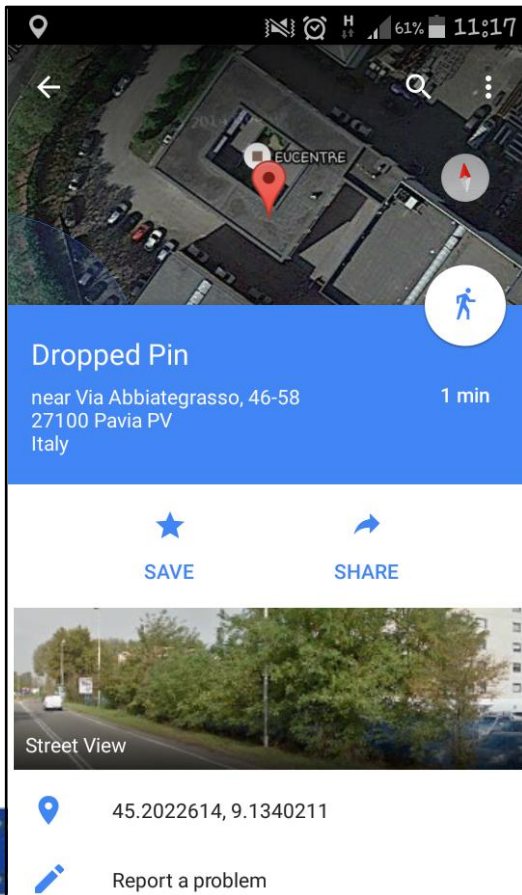 H 61% 11:17
EUCENTRE
Dropped Pin
near Via Abbiategrasso, 46-58
1 min
27100 Pavia PV
Italy
SAVE SHARE
Street View
45.2022614, 9.1340211
Report a problem